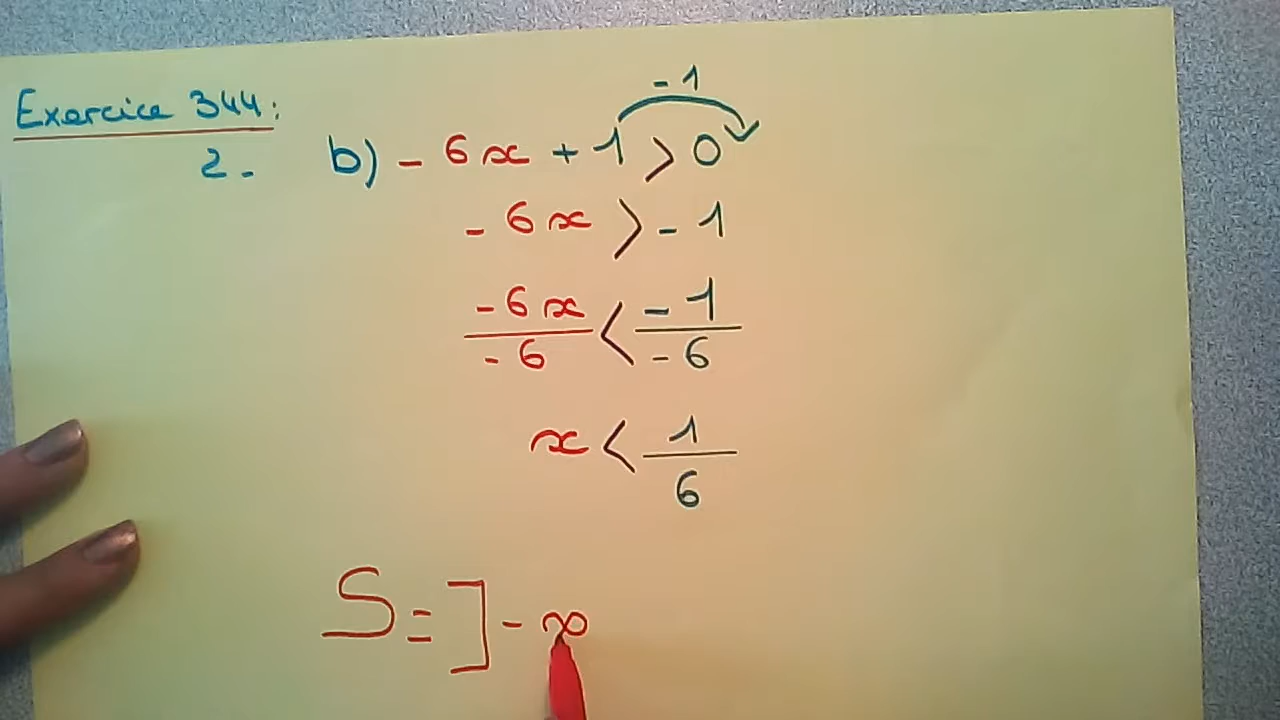 Exercice 344:
-1
2. b) -6x + 1 > 0
-6x > -1
-6x/-6 < -1/-6
x < 1/6
S = ]-∞